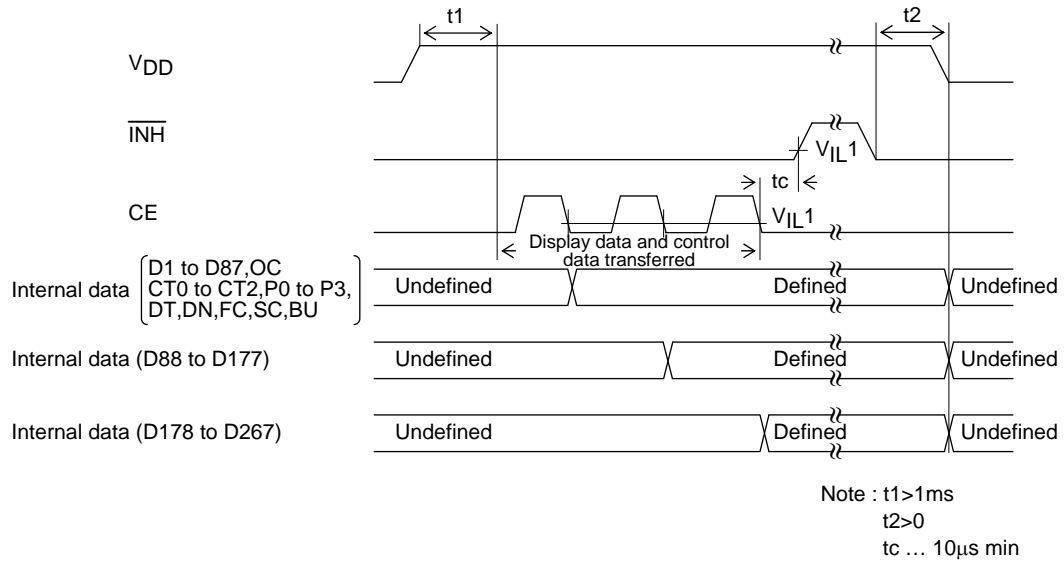 t1
t2
VDD
INH
VIL1
tc
CE
VIL1
Display data and control
data transferred
Internal data
D1 to D87,OC
CT0 to CT2,P0 to P3,
DT,DN,FC,SC,BU
Undefined
Defined
Undefined
Internal data (D88 to D177)
Undefined
Defined
Undefined
Internal data (D178 to D267)
Undefined
Defined
Undefined
Note : t1>1ms
t2>0
tc … 10μs min